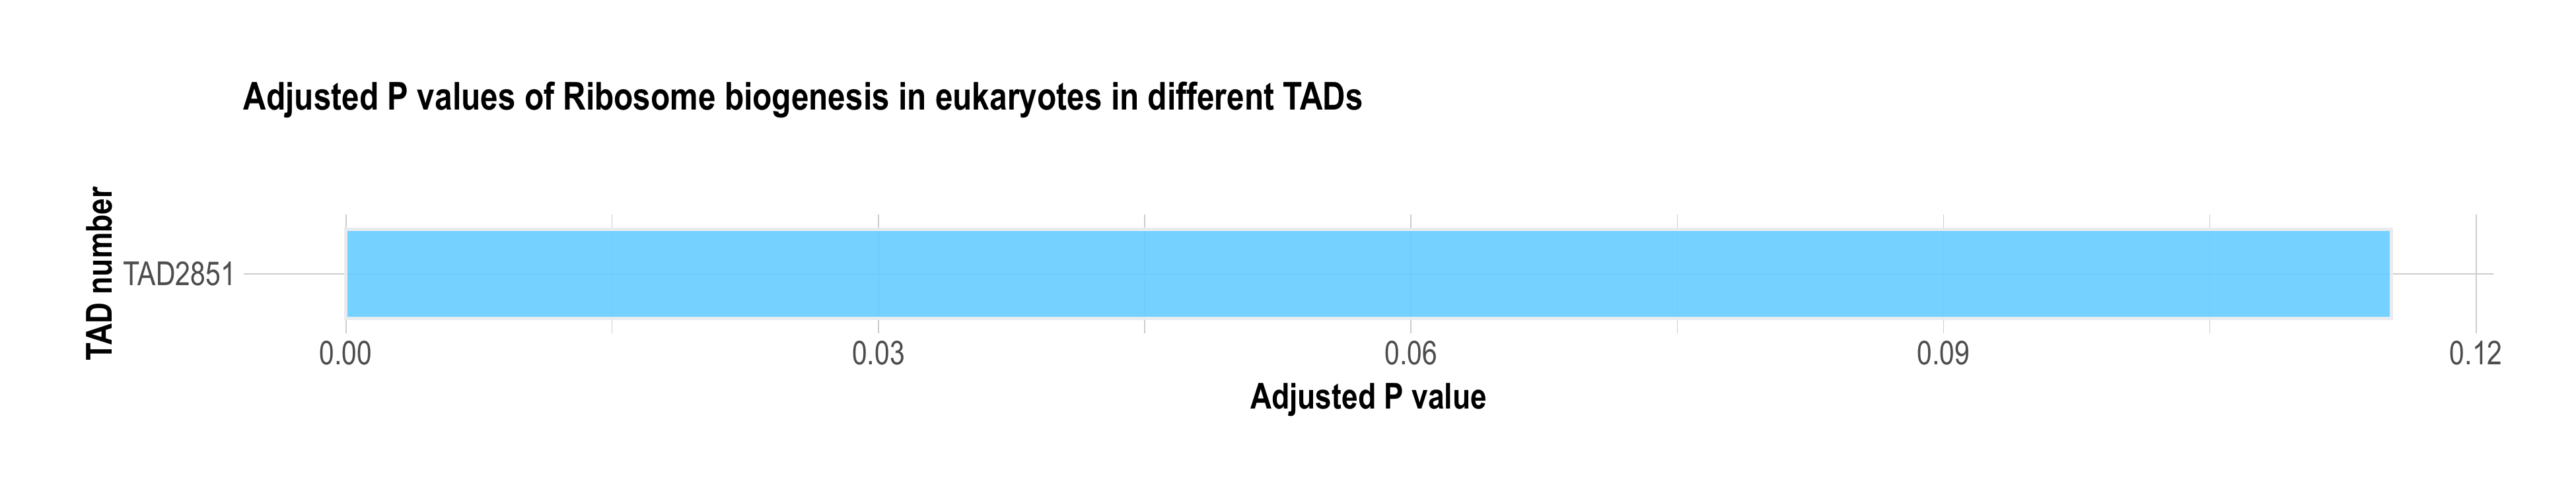 Adjusted P values of Ribosome biogenesis in eukaryotes in different TADs
TAD number
TAD2851
0.00 0.03 0.06 0.09 0.12
Adjusted P value